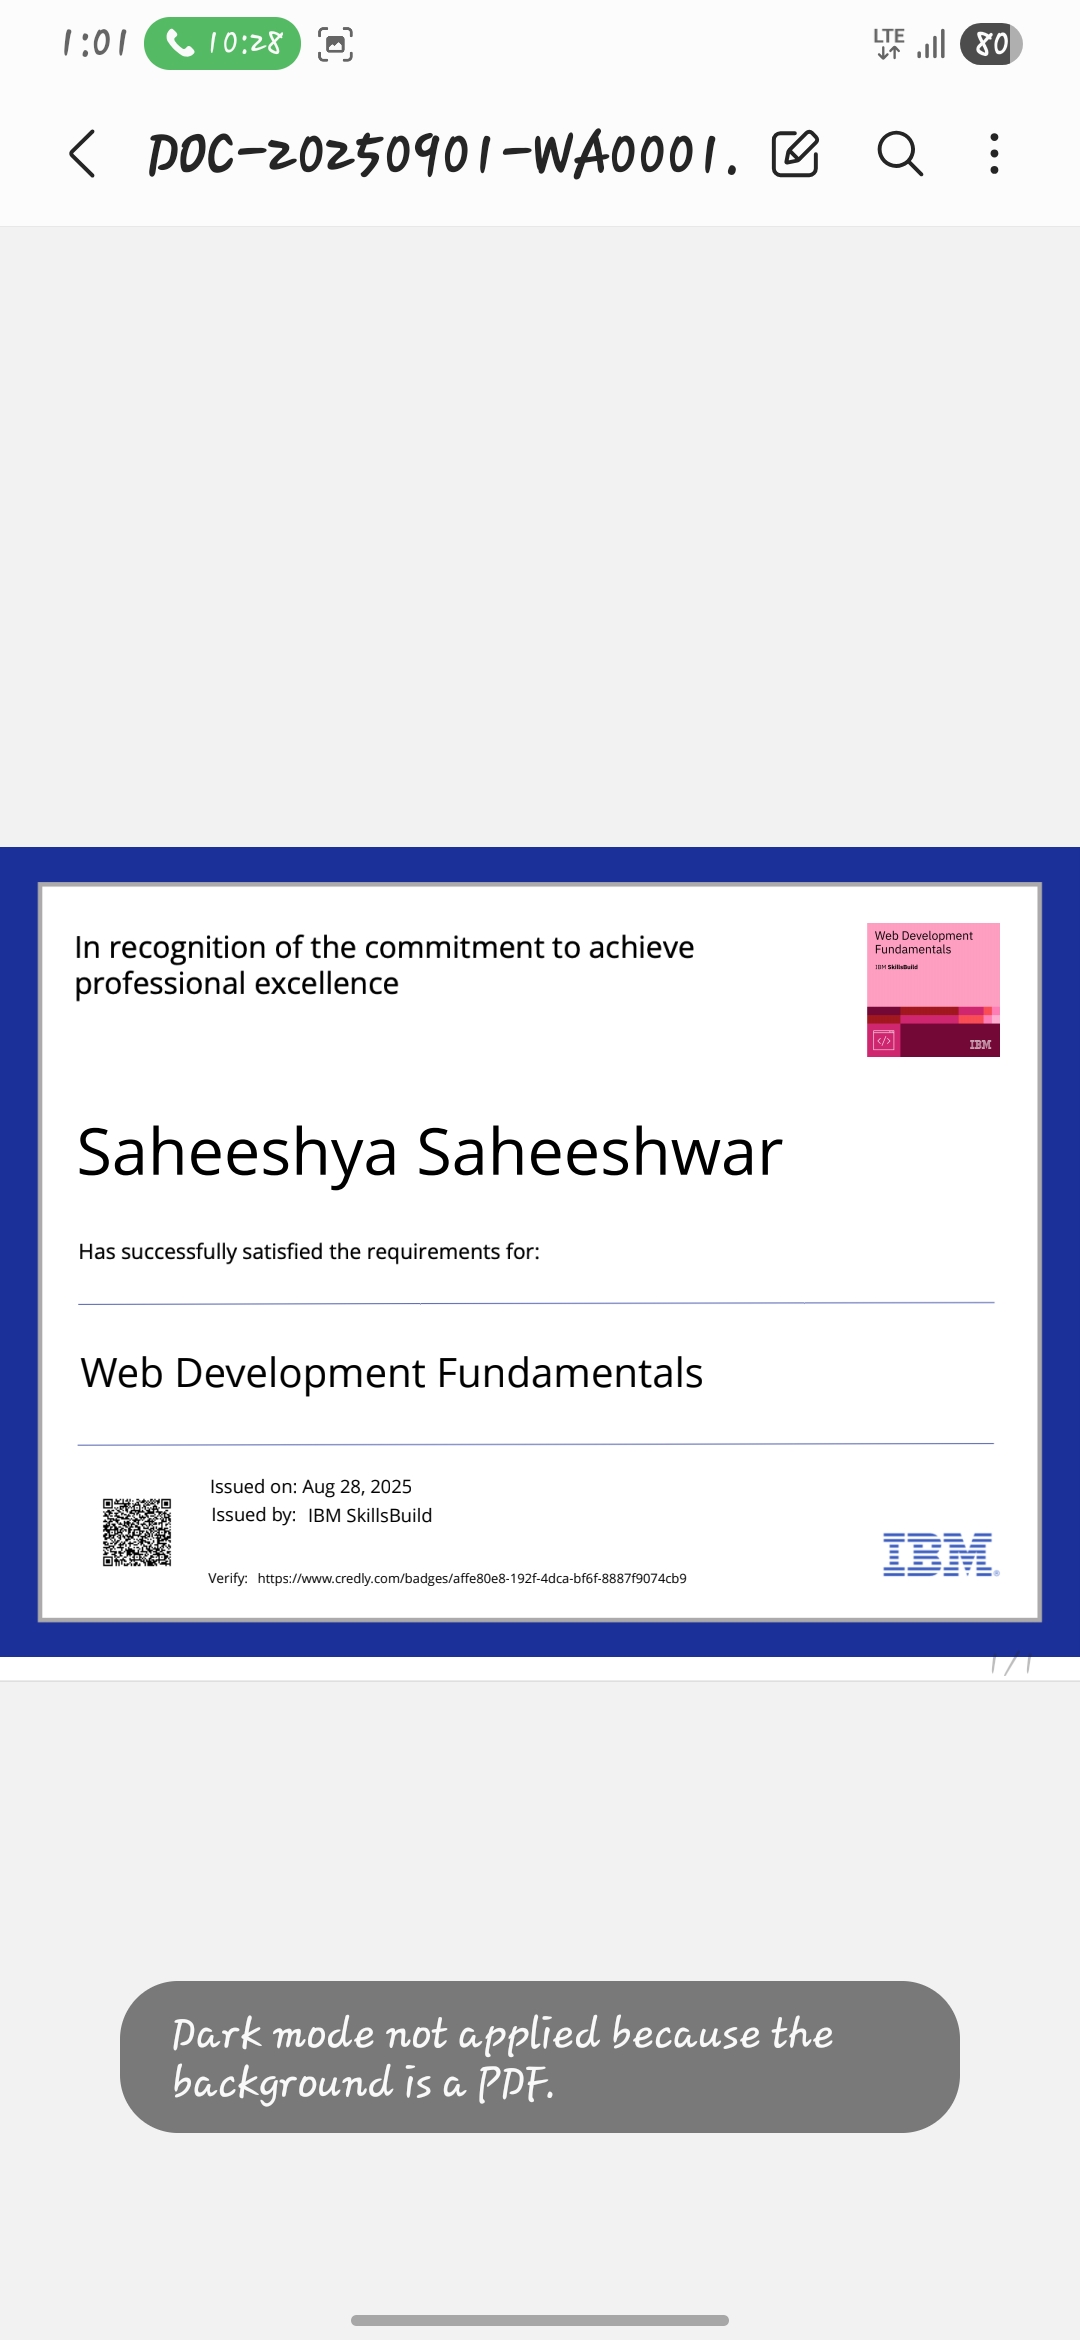 1:01 10:28 LTE 80
DOC-20250901-WA0001.
In recognition of the commitment to achieve
professional excellence
Web Development
Fundamentals
IBM SkillsBuild
</>
IBM
Saheeshya Saheeshwar
Has successfully satisfied the requirements for:
Web Development Fundamentals
Issued on: Aug 28, 2025
Issued by: IBM SkillsBuild
Verify: https://www.credly.com/badges/affe80e8-192f-4dca-bf6f-8887f9074cb9
IBM®
1/1
Dark mode not applied because the
background is a PDF.